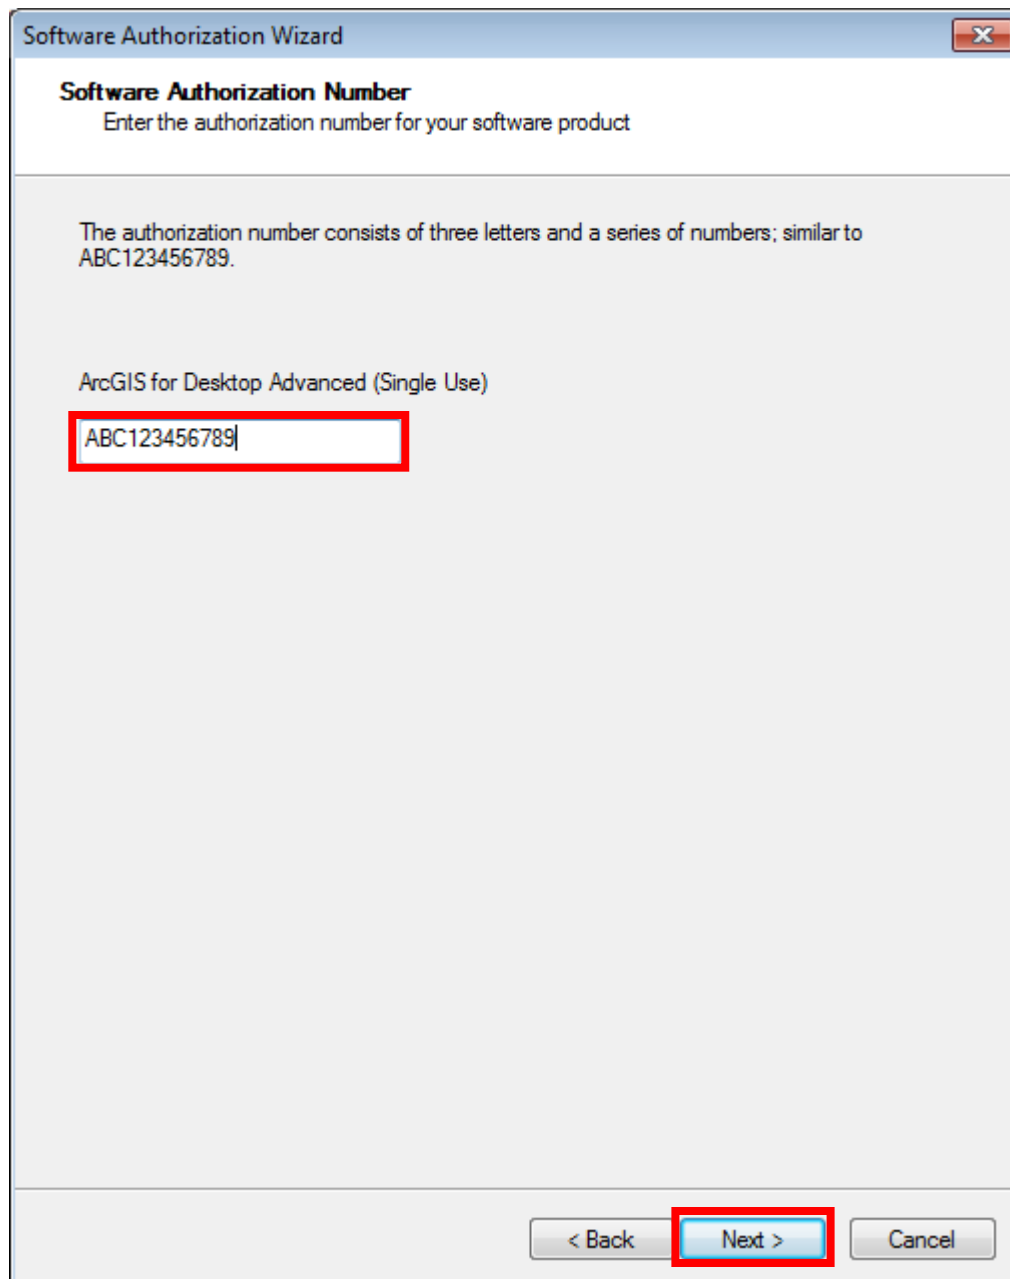 Software Authorization Wizard
Software Authorization Number
Enter the authorization number for your software product
The authorization number consists of three letters and a series of numbers; similar to
ABC123456789.
ArcGIS for Desktop Advanced (Single Use)
ABC123456789
< Back Next > Cancel